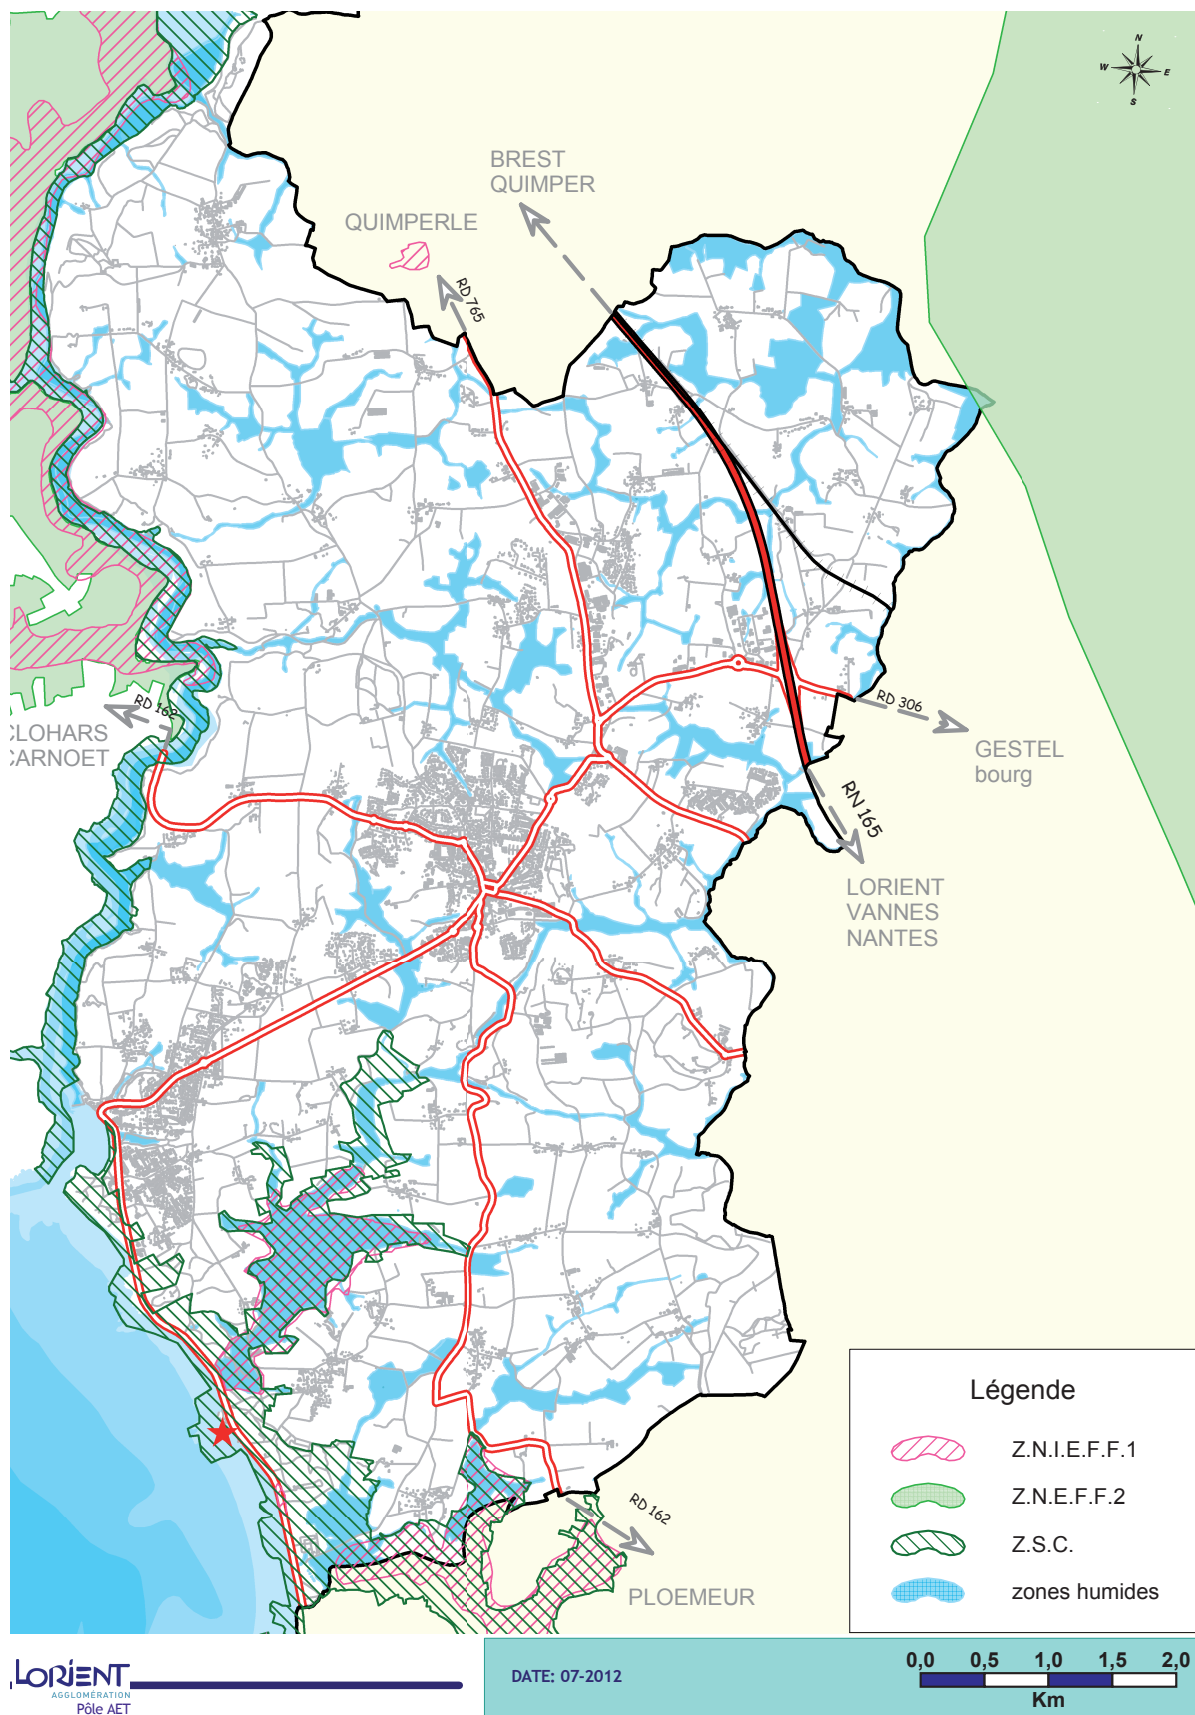 N
W
E
S
BREST
QUIMPER
QUIMPERLE
RD 765
RD 162
CLOHARS
CARNOET
RD 306
GESTEL
bourg
RN 165
LORIENT
VANNES
NANTES
RD 162
PLOEMEUR
Légende
Z.N.I.E.F.F.1
Z.N.E.F.F.2
Z.S.C.
zones humides
LORIENT
AGGLOMÉRATION
Pôle AET
DATE: 07-2012
0,0 0,5 1,0 1,5 2,0
Km